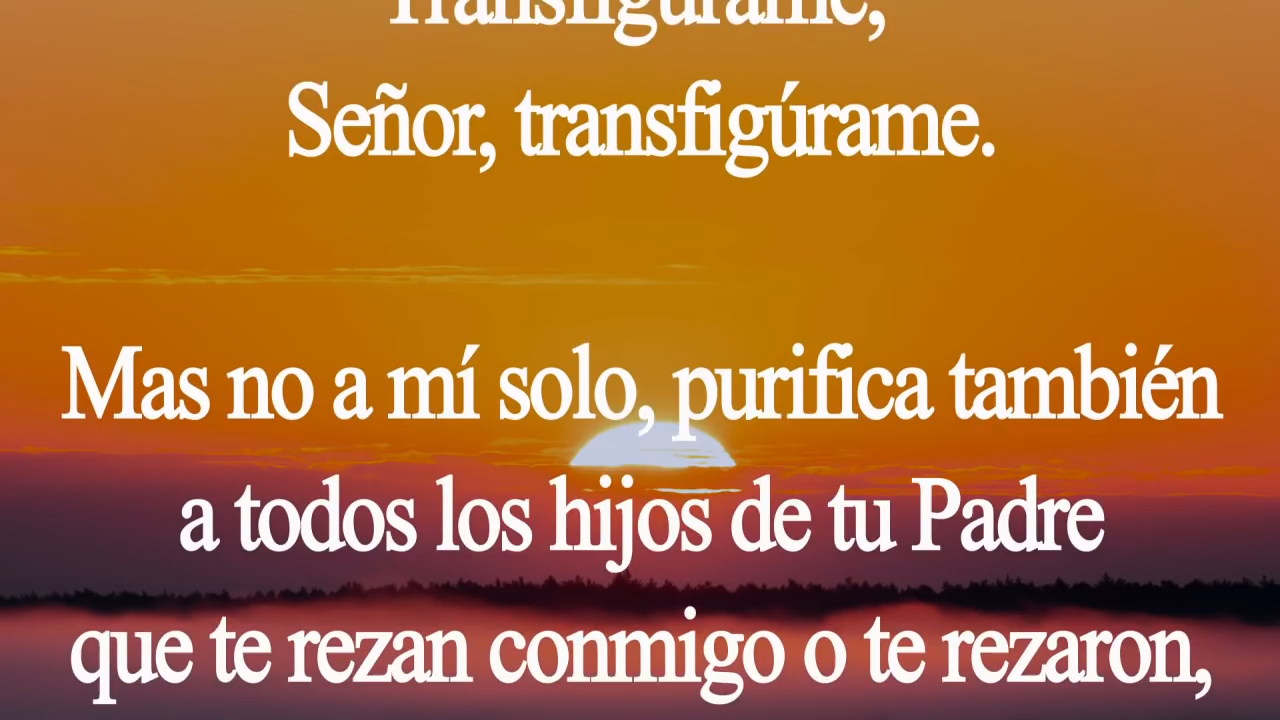 Transfigúrame,
Señor, transfigúrame.
Mas no a mí solo, purifica también
a todos los hijos de tu Padre
que te rezan conmigo o te rezaron,